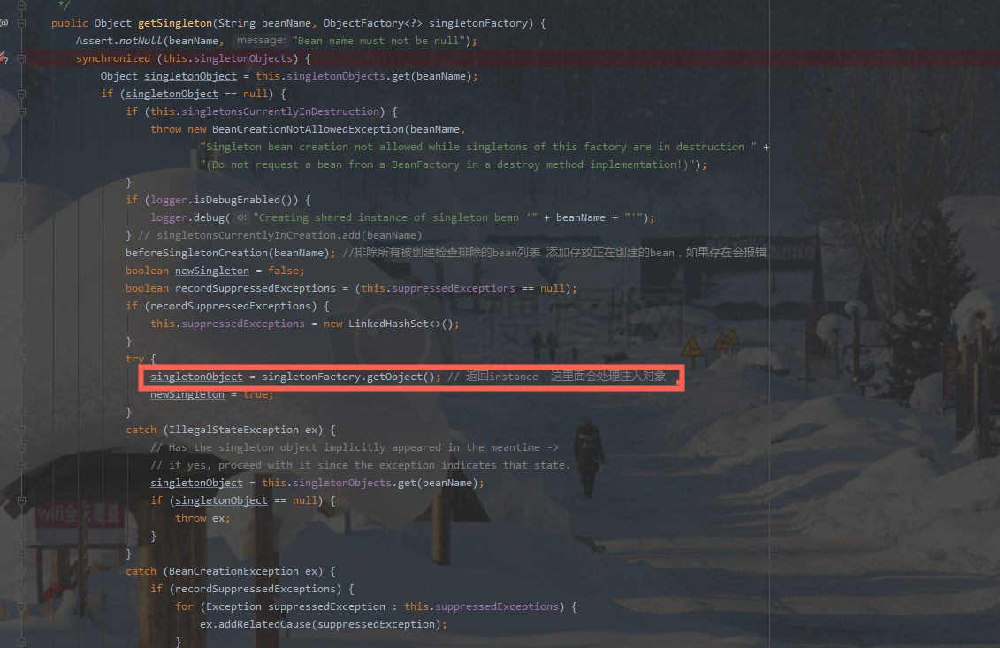 */
public Object getSingleton(String beanName, ObjectFactory<?> singletonFactory) {
Assert.notNull(beanName, message: "Bean name must not be null");
synchronized (this.singletonObjects) {
Object singletonObject = this.singletonObjects.get(beanName);
if (singletonObject == null) {
if (this.singletonsCurrentlyInDestruction) {
throw new BeanCreationNotAllowedException(beanName,
"Singleton bean creation not allowed while singletons of this factory are in destruction " +
"(Do not request a bean from a BeanFactory in a destroy method implementation!)");
}
if (logger.isDebugEnabled()) {
logger.debug( o: "Creating shared instance of singleton bean '" + beanName + "'");
} // singletonsCurrentlyInCreation.add(beanName)
beforeSingletonCreation(beanName); //排除所有被创建检查排除的bean列表 添加存放正在创建的bean，如果存在会报错
boolean newSingleton = false;
boolean recordSuppressedExceptions = (this.suppressedExceptions == null);
if (recordSuppressedExceptions) {
this.suppressedExceptions = new LinkedHashSet<>();
}
try {
singletonObject = singletonFactory.getObject(); // 返回instance 这里面会处理注入对象
newSingleton = true;
}
catch (IllegalStateException ex) {
// Has the singleton object implicitly appeared in the meantime ->
// if yes, proceed with it since the exception indicates that state.
singletonObject = this.singletonObjects.get(beanName);
if (singletonObject == null) {
throw ex;
}
}
catch (BeanCreationException ex) {
if (recordSuppressedExceptions) {
for (Exception suppressedException : this.suppressedExceptions) {
ex.addRelatedCause(suppressedException);
}
wifi全天覆盖